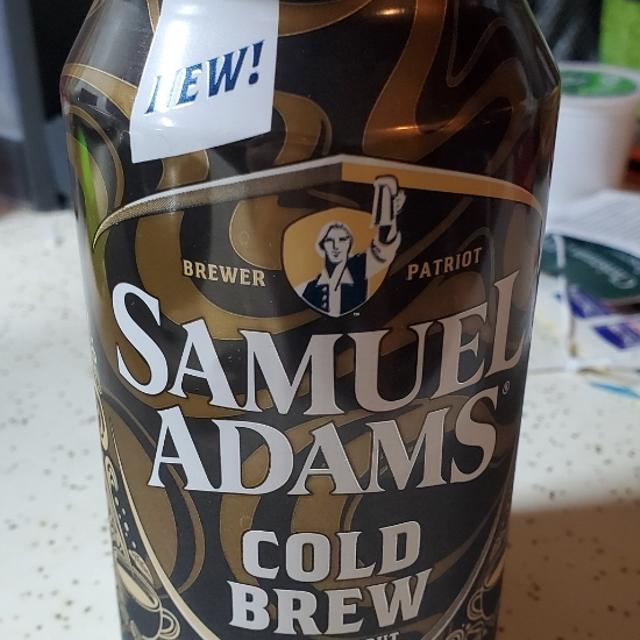 NEW!
BREWER PATRIOT
SAMUEL
ADAMS®
COLD
BREW